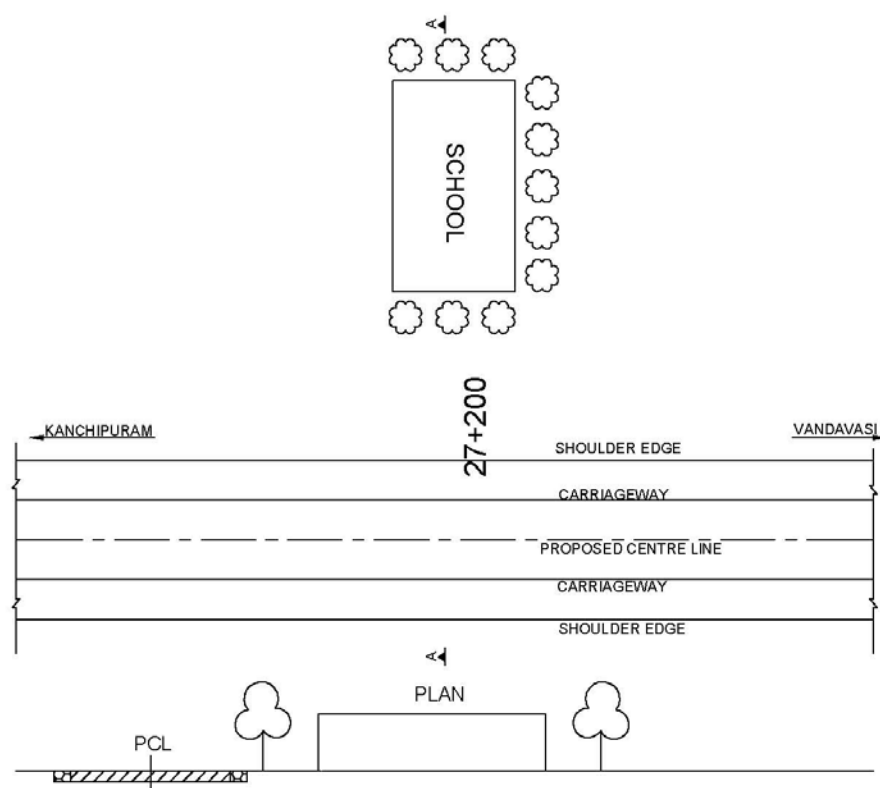 A
SCHOOL
27+200
KANCHIPURAM
VANDAVASI
SHOULDER EDGE
CARRIAGEWAY
PROPOSED CENTRE LINE
CARRIAGEWAY
SHOULDER EDGE
A
PLAN
PCL